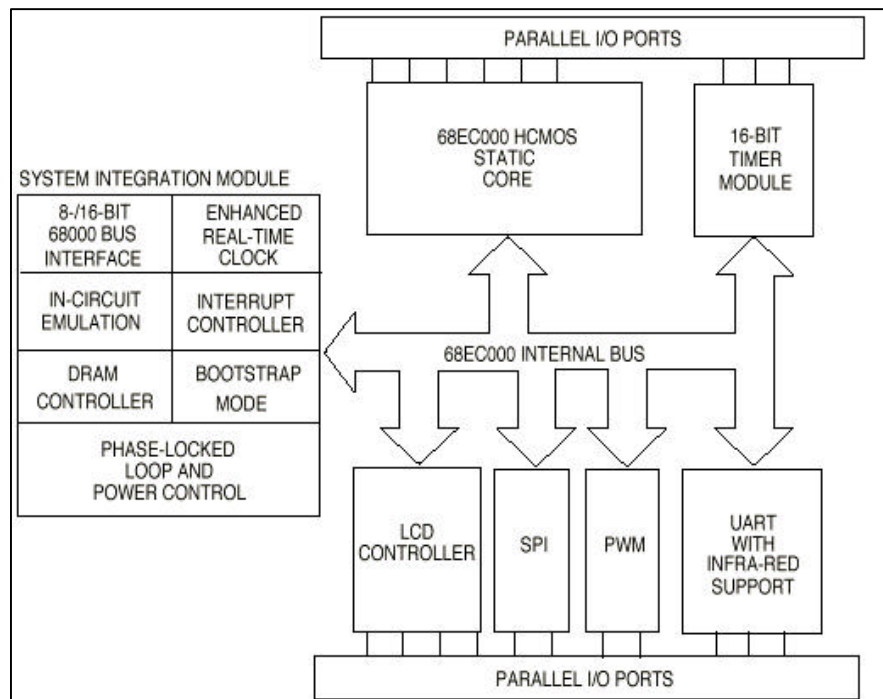 PARALLEL I/O PORTS
68EC000 HCMOS
STATIC
CORE
16-BIT
TIMER
MODULE
SYSTEM INTEGRATION MODULE
8-/16-BIT
68000 BUS
INTERFACE
ENHANCED
REAL-TIME
CLOCK
IN-CIRCUIT
EMULATION
INTERRUPT
CONTROLLER
DRAM
CONTROLLER
BOOTSTRAP
MODE
PHASE-LOCKED
LOOP AND
POWER CONTROL
68EC000 INTERNAL BUS
LCD
CONTROLLER
SPI
PWM
UART
WITH
INFRA-RED
SUPPORT
PARALLEL I/O PORTS